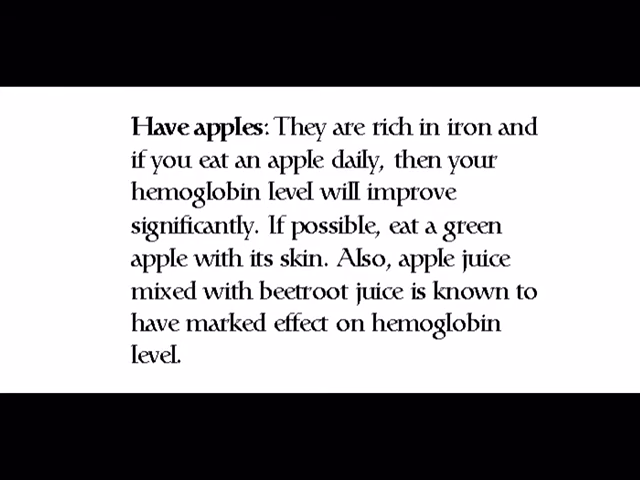 Have apples: They are rich in iron and
if you eat an apple daily, then your
hemoglobin level will improve
significantly. If possible, eat a green
apple with its skin. Also, apple juice
mixed with beetroot juice is known to
have marked effect on hemoglobin
level.